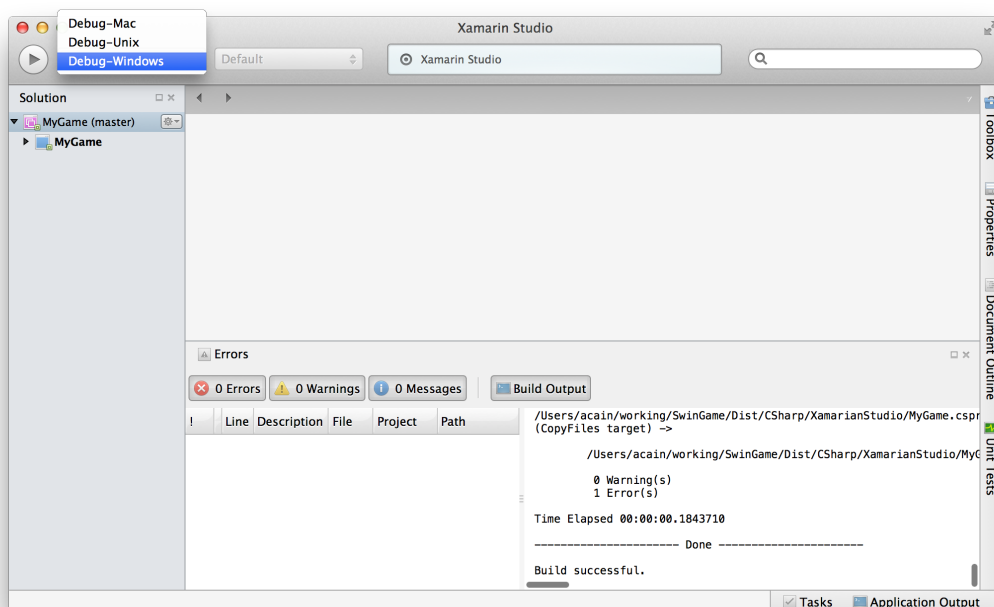 Debug-Mac
Debug-Unix
Debug-Windows
Xamarin Studio
Default
Xamarin Studio
Solution
MyGame (master)
MyGame
Toolbox
Properties
Document Outline
Unit Tests
Errors
0 Errors
0 Warnings
0 Messages
Build Output
! Line Description File Project Path
/Users/acain/working/SwinGame/Dist/CSharp/XamarianStudio/MyGame.cspr
(CopyFiles target) ->
/Users/acain/working/SwinGame/Dist/CSharp/XamarianStudio/MyG
0 Warning(s)
1 Error(s)
Time Elapsed 00:00:00.1843710
---------------------- Done ----------------------
Build successful.
Tasks
Application Output